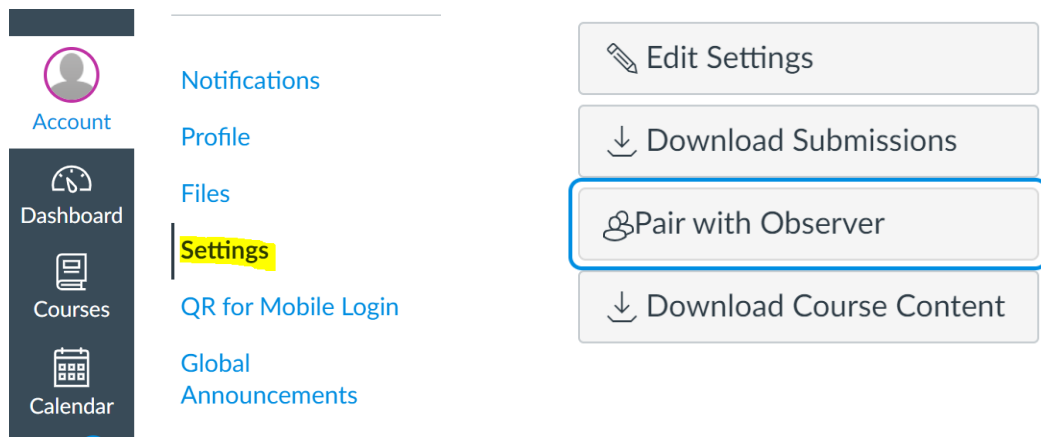 Account
Dashboard
Courses
Calendar
Notifications
Profile
Files
Settings
QR for Mobile Login
Global
Announcements
Edit Settings
Download Submissions
Pair with Observer
Download Course Content